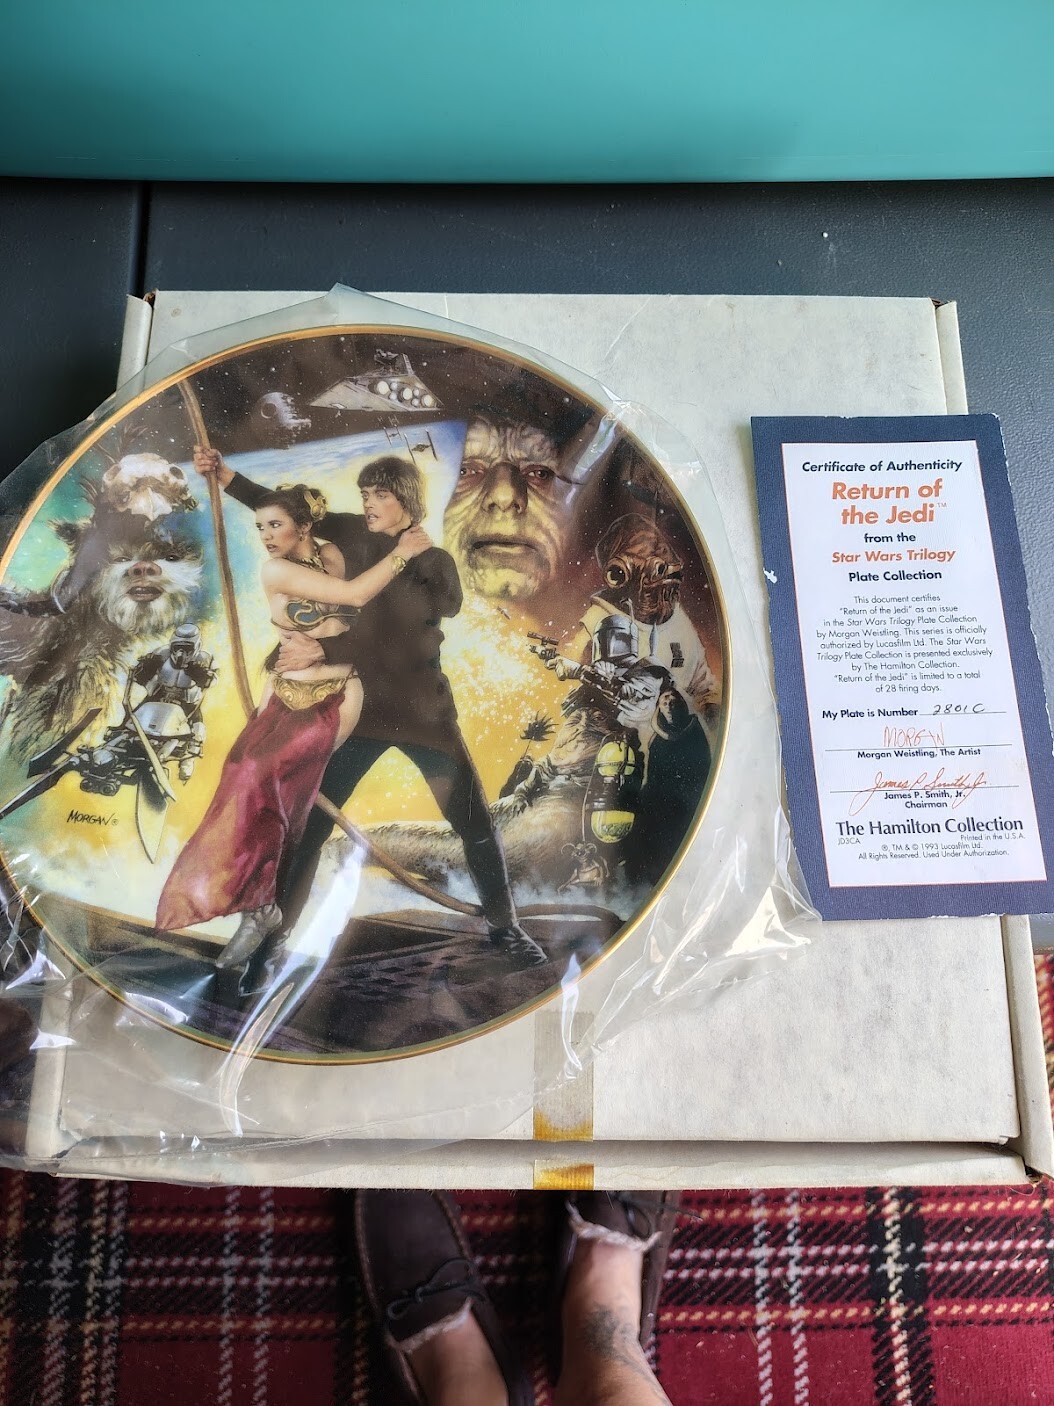 MORGAN ®
Certificate of Authenticity
Return of
the Jedi™
from the
Star Wars Trilogy
Plate Collection
This document certifies
"Return of the Jedi" as an issue
in the Star Wars Trilogy Plate Collection
by Morgan Weistling. This series is officially
authorized by Lucasfilm Ltd. The Star Wars
Trilogy Plate Collection is presented exclusively
by The Hamilton Collection.
"Return of the Jedi" is limited to a total
of 28 firing days.
My Plate is Number 2801C
MORGAN
Morgan Weistling, The Artist
James P. Smith, Jr.
James P. Smith, Jr.
Chairman
The Hamilton Collection
JD3CA Printed in the U.S.A.
®, TM & © 1993 Lucasfilm Ltd.
All Rights Reserved. Used Under Authorization.